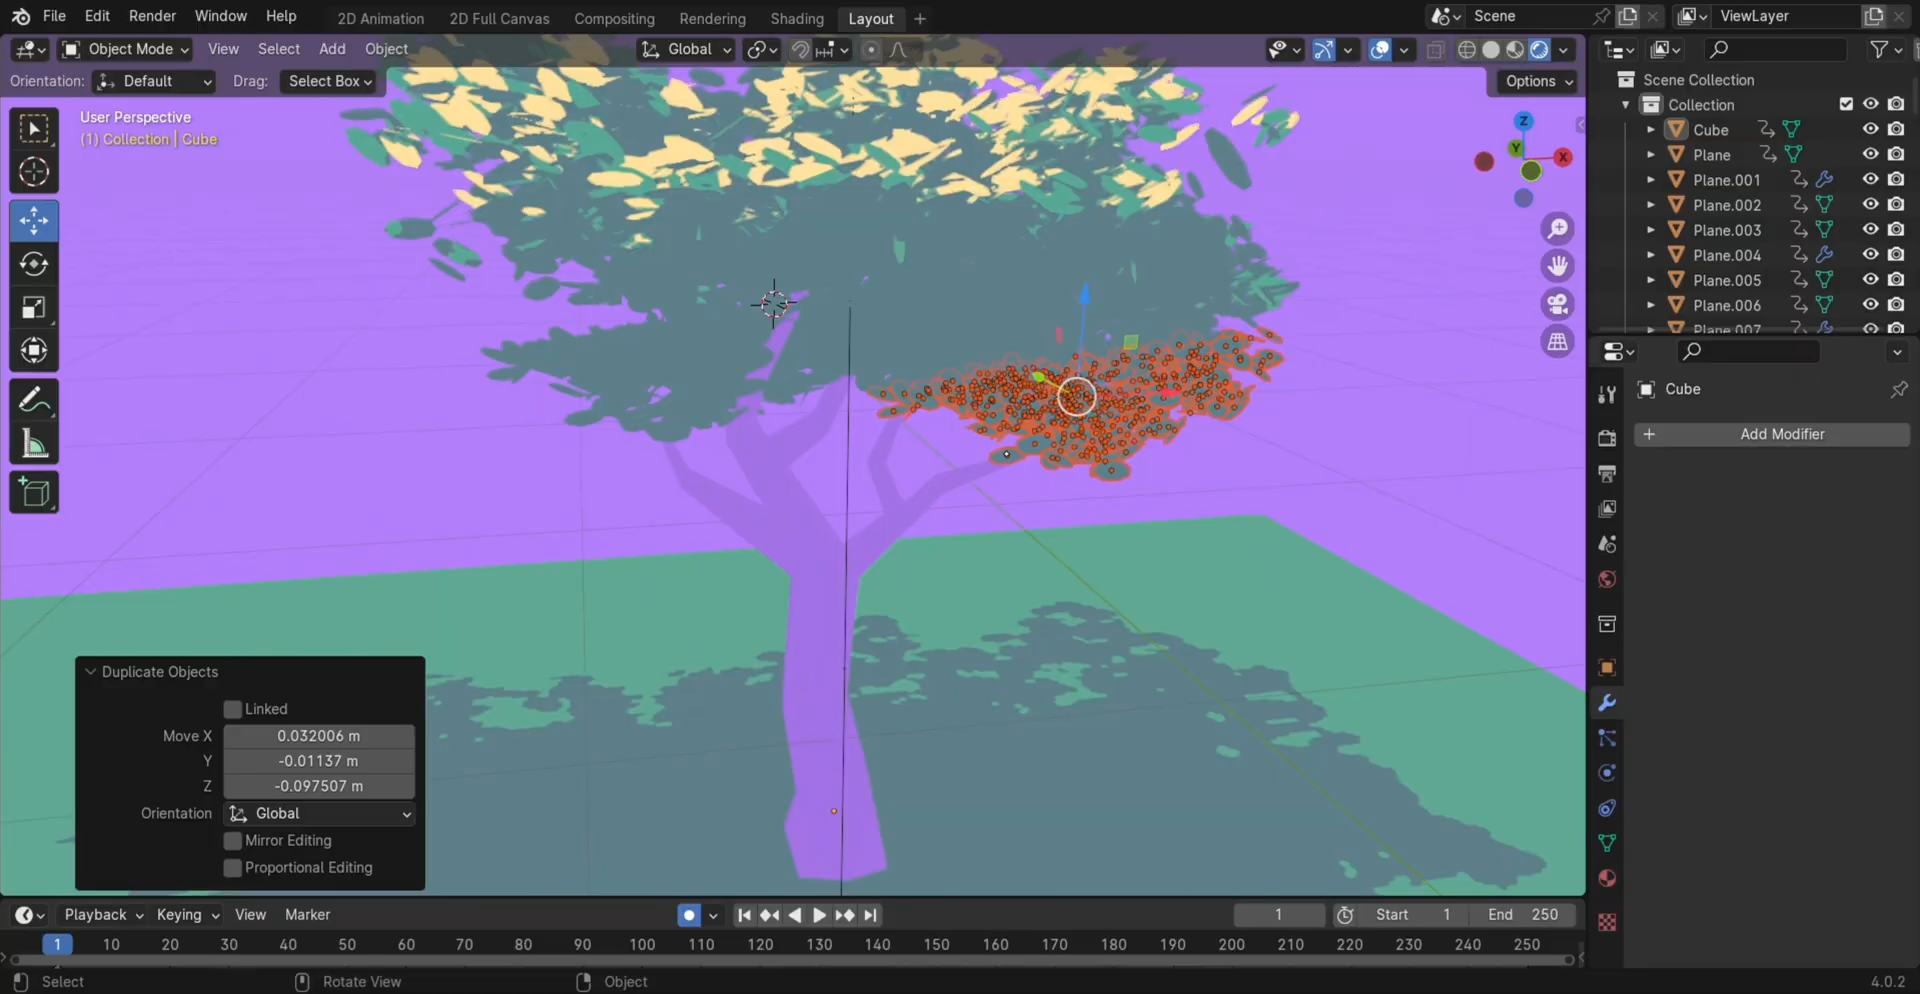 File Edit Render Window Help 2D Animation 2D Full Canvas Compositing Rendering Shading Layout Scene ViewLayer
Object Mode View Select Add Object Global
Orientation: Default Drag: Select Box Options
User Perspective
(1) Collection | Cube
Z
Y
X
Scene Collection
Collection
Cube
Plane
Plane.001
Plane.002
Plane.003
Plane.004
Plane.005
Plane.006
Plane.007
Cube
Add Modifier
Duplicate Objects
Linked
Move X 0.032006 m
Y -0.01137 m
Z -0.097507 m
Orientation Global
Mirror Editing
Proportional Editing
Playback Keying View Marker 1 Start 1 End 250
1 10 20 30 40 50 60 70 80 90 100 110 120 130 140 150 160 170 180 190 200 210 220 230 240 250
Select Rotate View Object 4.0.2